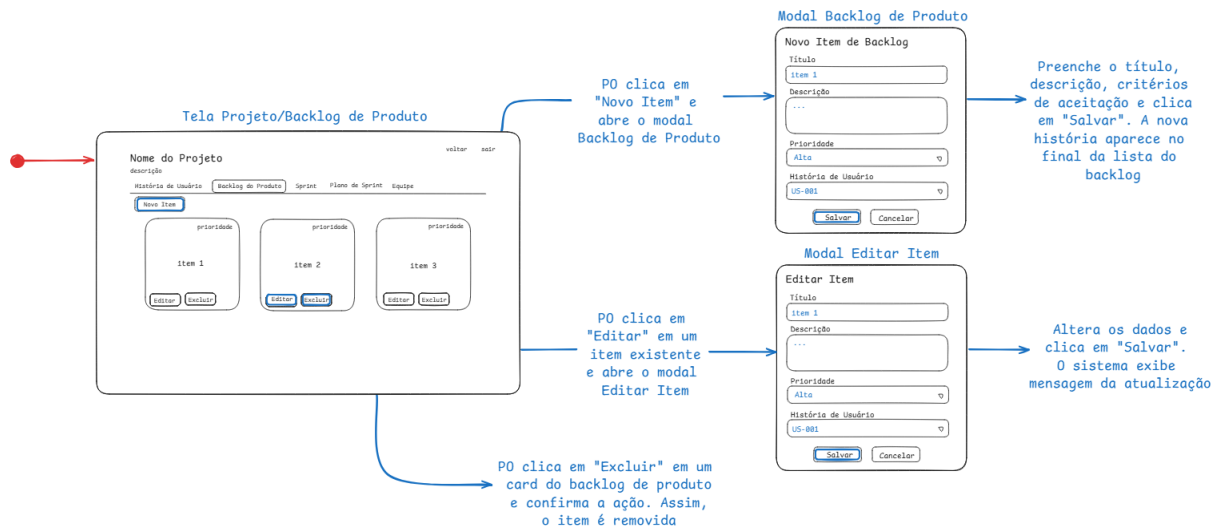 Tela Projeto/Backlog de Produto
Nome do Projeto
descrição
voltar sair
História de Usuário Backlog do Produto Sprint Plano de Sprint Equipe
Novo Item
prioridade
item 1
Editar Excluir
prioridade
item 2
Editar Excluir
prioridade
item 3
Editar Excluir
PO clica em
"Novo Item" e
abre o modal
Backlog de Produto
Modal Backlog de Produto
Novo Item de Backlog
Título
item 1
Descrição
...
Prioridade
Alta
História de Usuário
US-001
Salvar Cancelar
Preenche o título,
descrição, critérios
de aceitação e clica
em "Salvar". A nova
história aparece no
final da lista do
backlog
PO clica em
"Editar" em um
item existente
e abre o modal
Editar Item
Modal Editar Item
Editar Item
Título
item 1
Descrição
...
Prioridade
Alta
História de Usuário
US-001
Salvar Cancelar
Altera os dados e
clica em "Salvar".
O sistema exibe
mensagem da atualização
PO clica em "Excluir" em um
card do backlog de produto
e confirma a ação. Assim,
o item é removida